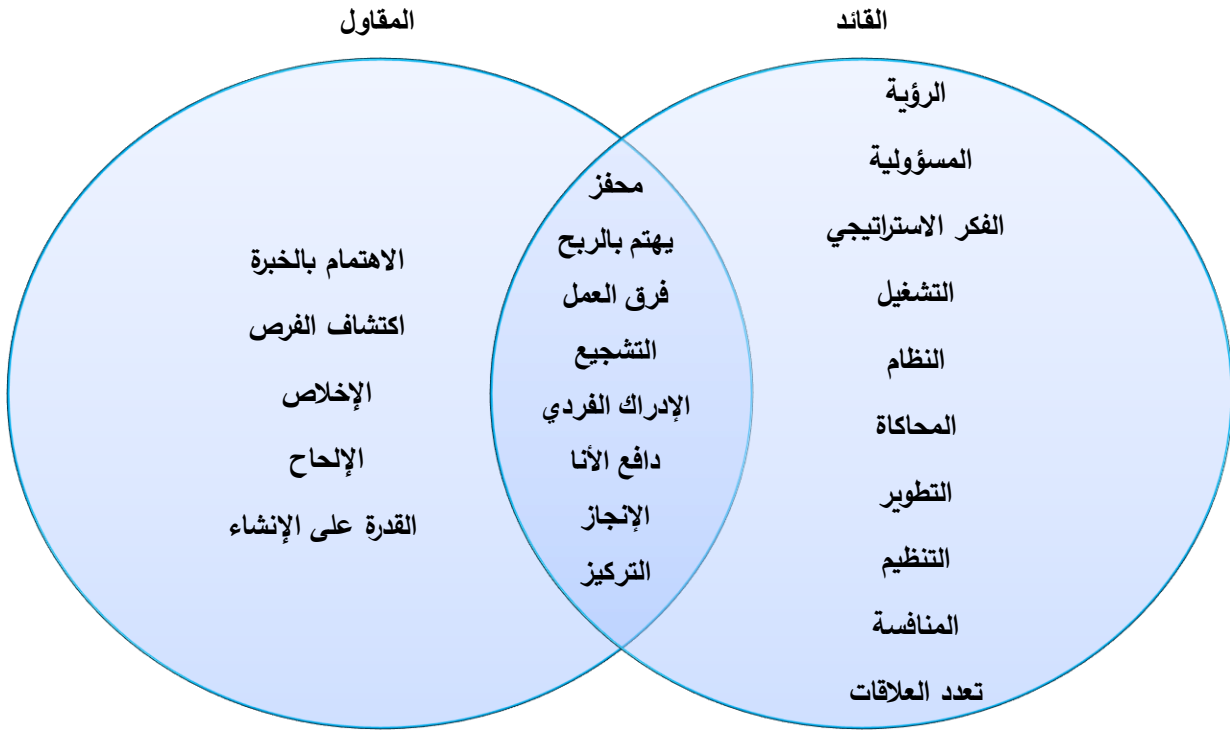 القائد
المقاول
الرؤية
المسؤولية
الفكر الاستراتيجي
التشغيل
النظام
المحاكاة
التطوير
التنظيم
المنافسة
تعدد العلاقات
محفز
يهتم بالربح
فرق العمل
التشجيع
الإدراك الفردي
دافع الأنا
الإنجاز
التركيز
الاهتمام بالخبرة
اكتشاف الفرص
الإخلاص
الإلحاح
القدرة على الإنشاء